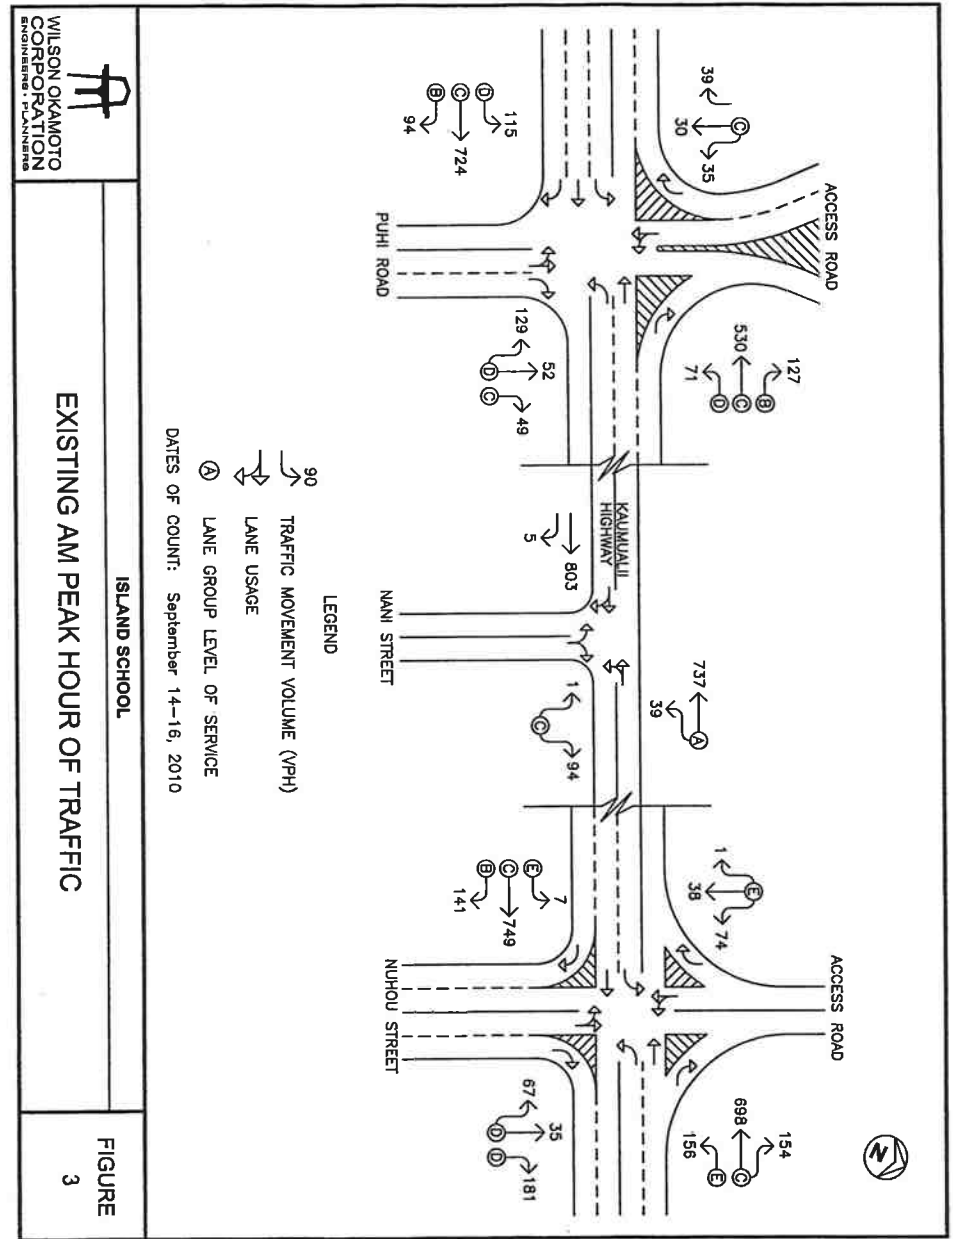 ACCESS ROAD
39
C
30
35
D
115
C
724
B
94
PUHI ROAD
127
B
530
C
71
D
129
52
49
D
C
KAUMUALII
HIGHWAY
803
5
NANI STREET
737
39
A
1
C
94
ACCESS ROAD
1
E
38
74
E
7
C
749
B
141
NUHOU STREET
154
698
C
156
E
67
35
181
D
D
N
LEGEND
90 TRAFFIC MOVEMENT VOLUME (VPH)
LANE USAGE
A LANE GROUP LEVEL OF SERVICE
DATES OF COUNT: September 14-16, 2010
WILSON OKAMOTO
CORPORATION
ENGINEERS · PLANNERS
ISLAND SCHOOL
EXISTING AM PEAK HOUR OF TRAFFIC
FIGURE
3